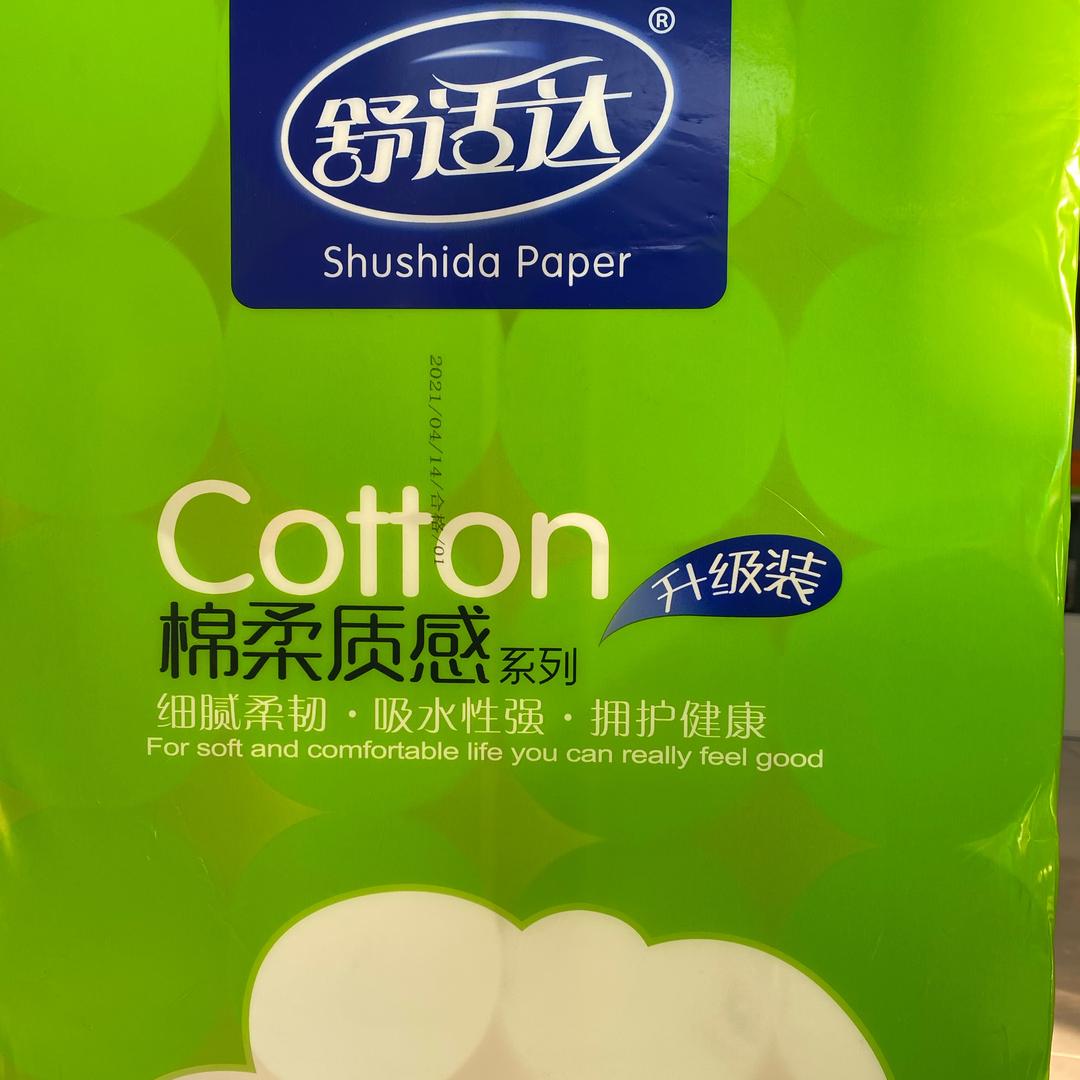 舒适达®
Shushida Paper
2021/04/14/合格/01
Cotton
升级装
棉柔质感系列
细腻柔韧·吸水性强·拥护健康
For soft and comfortable life you can really feel good